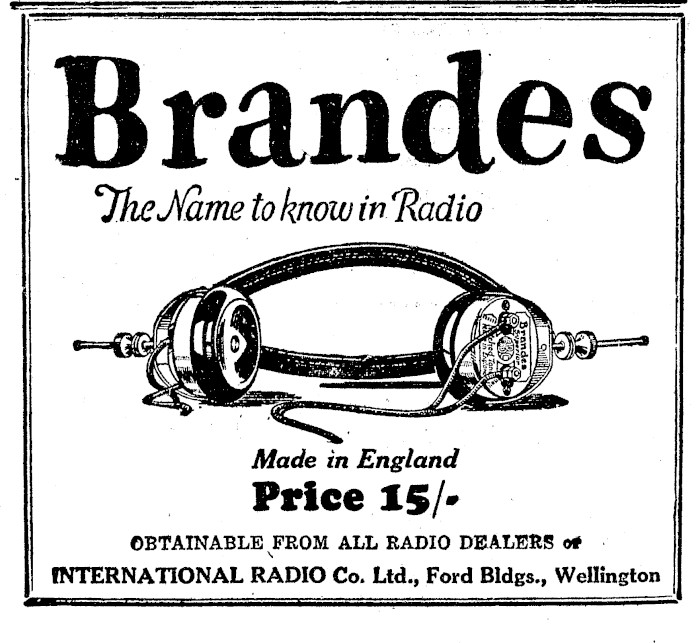 Brandes
The Name to know in Radio
Brandes
Made in England
Price 15/-
OBTAINABLE FROM ALL RADIO DEALERS or
INTERNATIONAL RADIO Co. Ltd., Ford Bldgs., Wellington